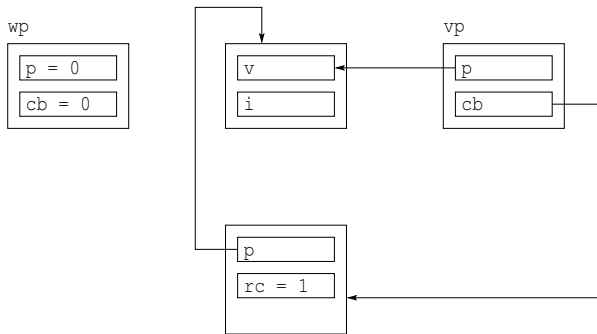 wp
p = 0
cb = 0
v
i
vp
p
cb
p
rc = 1